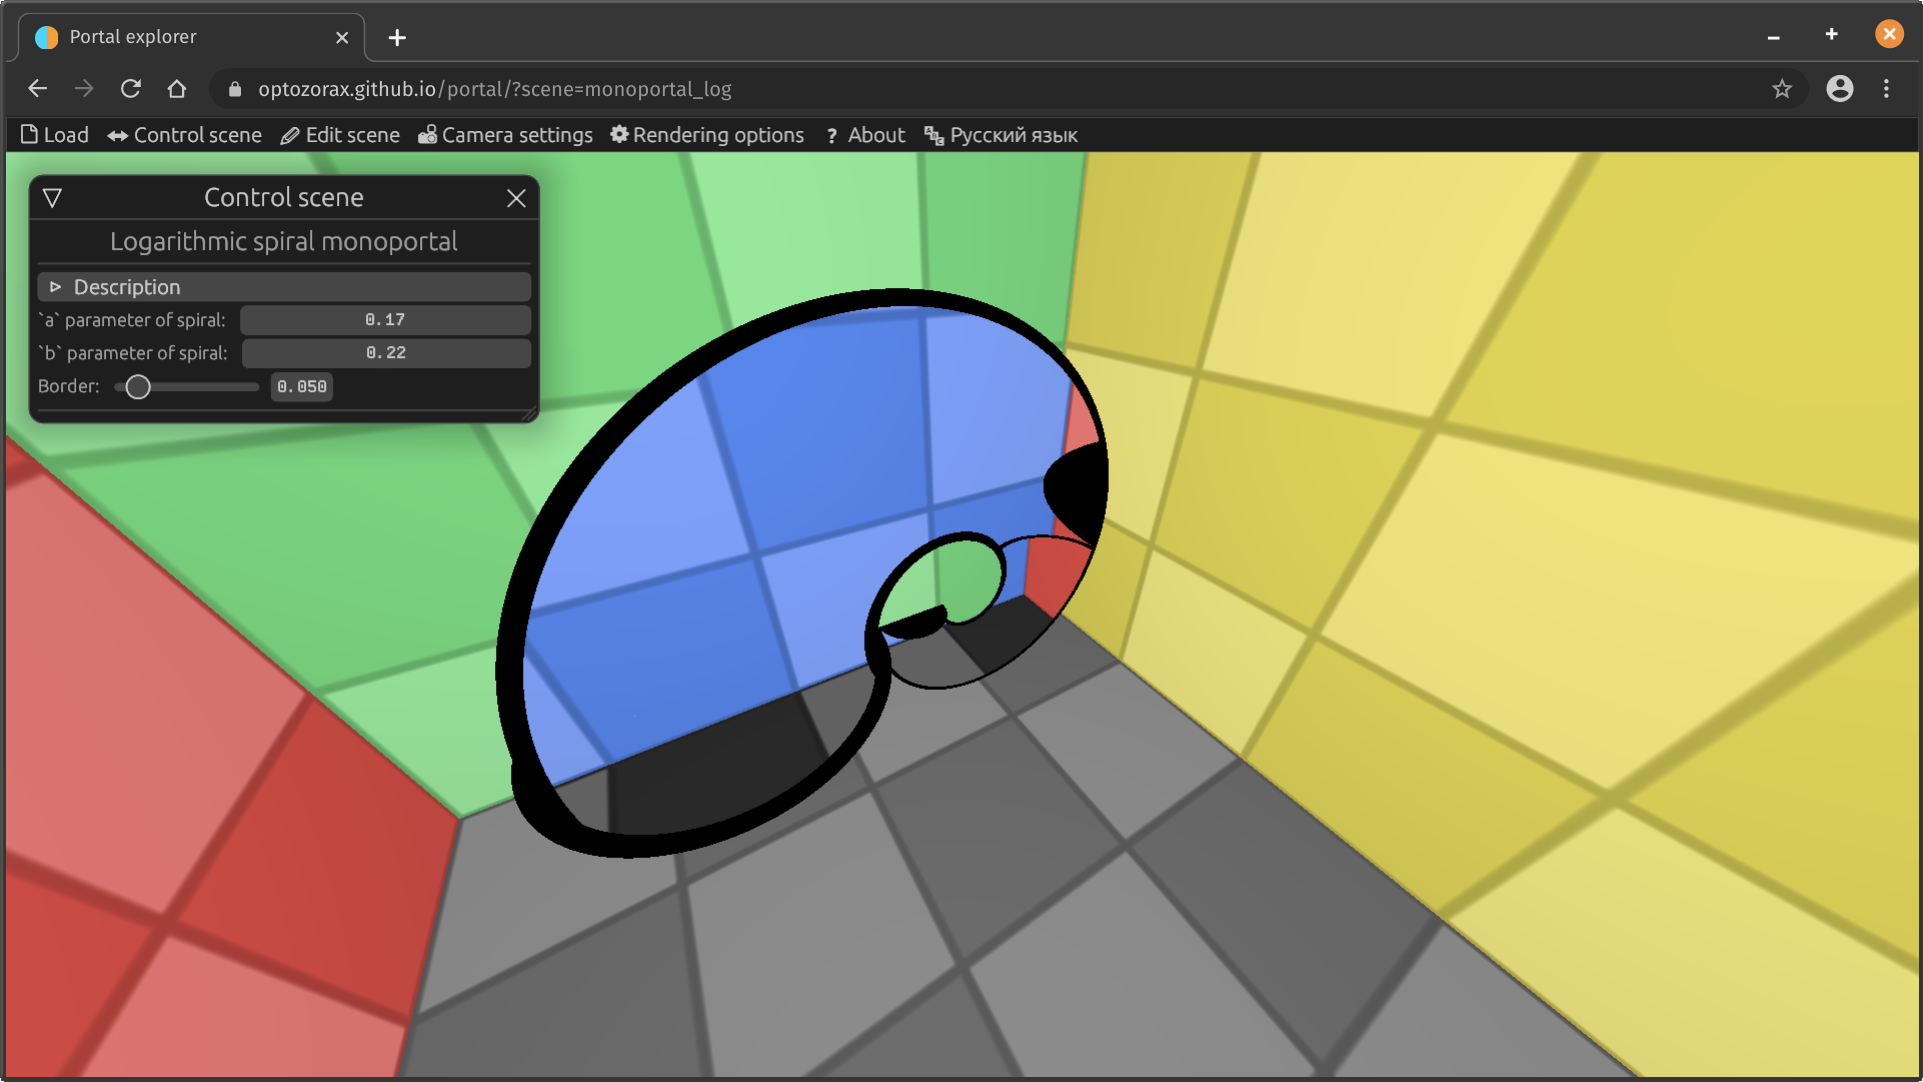 Portal explorer
optozorax.github.io/portal/?scene=monoportal_log
Load Control scene Edit scene Camera settings Rendering options ? About Русский язык
Control scene
Logarithmic spiral monoportal
Description
`a` parameter of spiral: 0.17
`b` parameter of spiral: 0.22
Border: 0.050